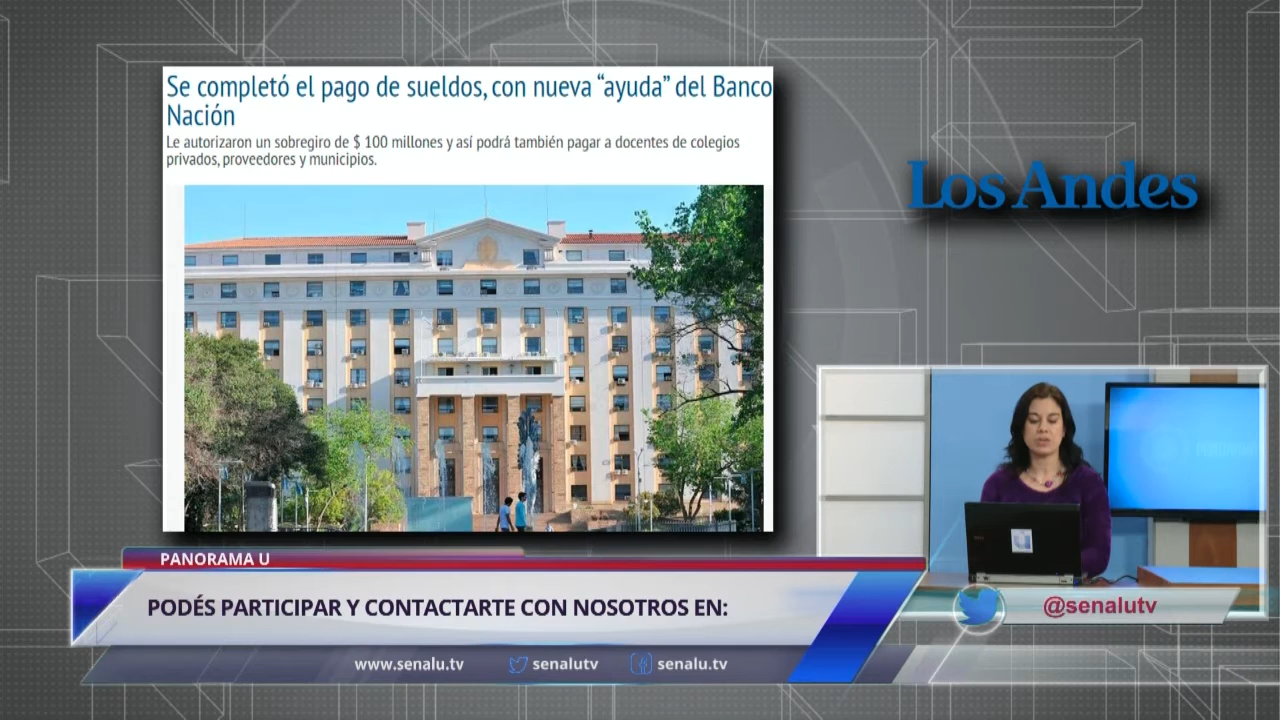 Se completó el pago de sueldos, con nueva “ayuda” del Banco
Nación
Le autorizaron un sobregiro de $ 100 millones y así podrá también pagar a docentes de colegios
privados, proveedores y municipios.
Los Andes
PANORAMA U
PODÉS PARTICIPAR Y CONTACTARTE CON NOSOTROS EN:
@senalutv
www.senalu.tv senalutv senalu.tv